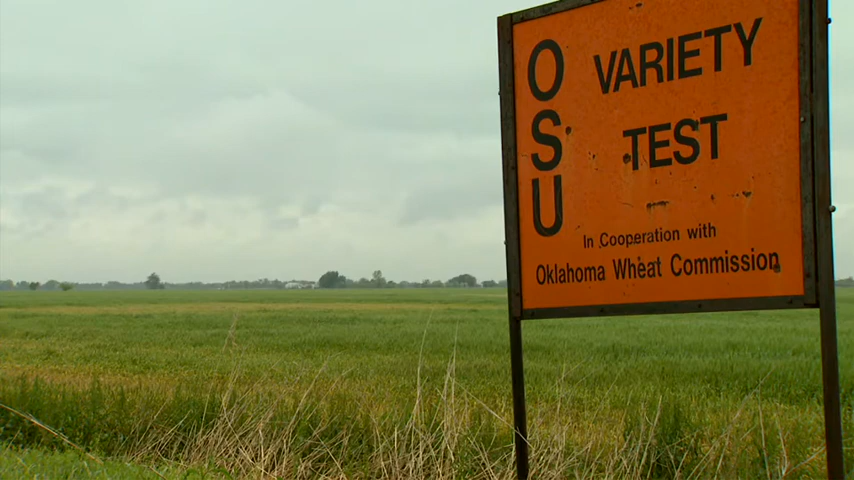 OSU
VARIETY
TEST
In Cooperation with
Oklahoma Wheat Commission